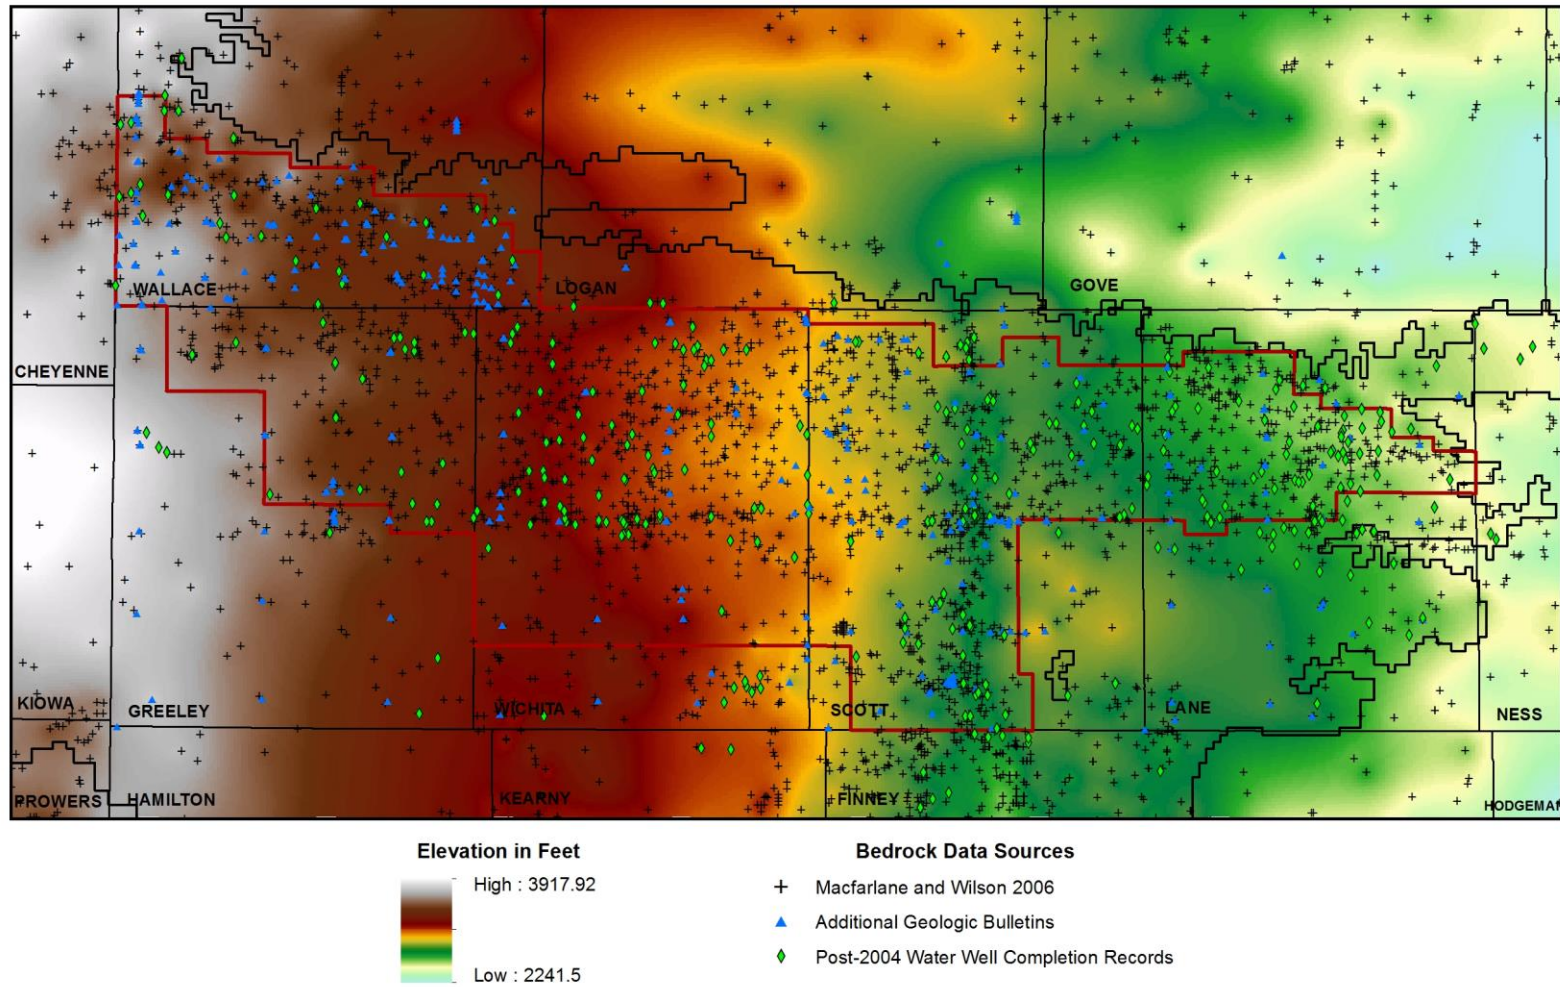 WALLACE
LOGAN
GOVE
CHEYENNE
KIOWA
GREELEY
WICHITA
SCOTT
LANE
NESS
PROWERS
HAMILTON
KEARNY
FINNEY
HODGEMA
Elevation in Feet
High : 3917.92
Low : 2241.5
Bedrock Data Sources
Macfarlane and Wilson 2006
Additional Geologic Bulletins
Post-2004 Water Well Completion Records